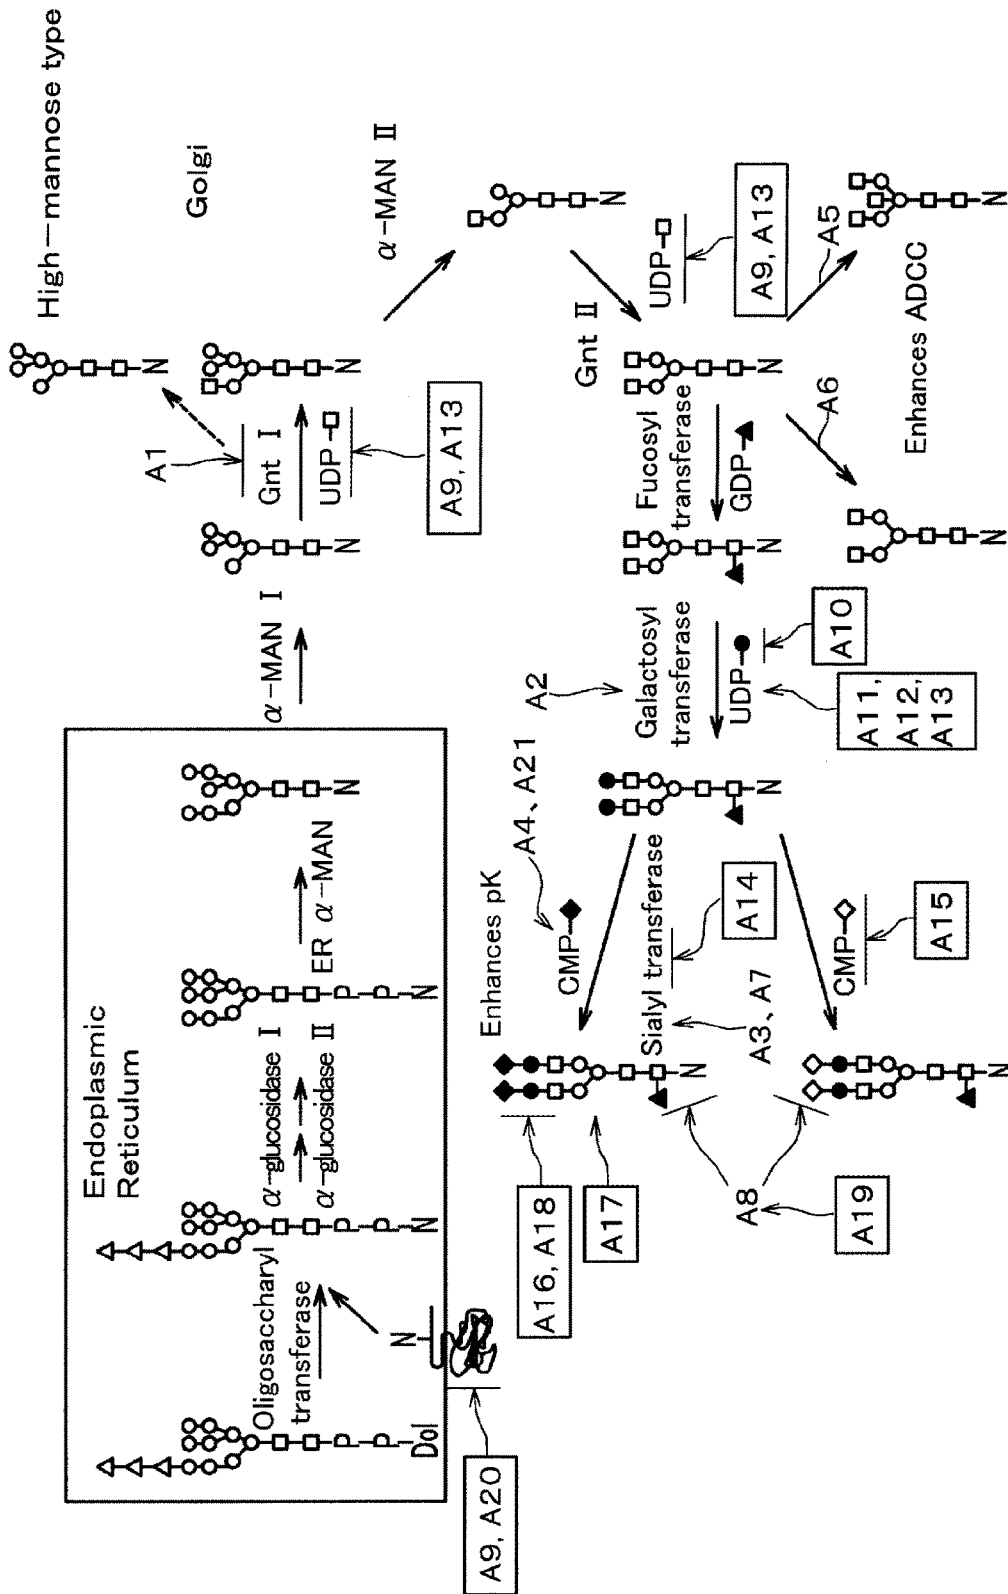 Endoplasmic
Reticulum
Oligosaccharyl
transferase
P
P
Dol
N
A9, A20
α-glucosidase I
α-glucosidase II
P
P
N
ER α-MAN
P
P
N
N
α-MAN I
N
A1
Gnt I
UDP
A9, A13
High-mannose type
N
N
Golgi
α-MAN II
N
Gnt II
UDP
A9, A13
N
A5
N
Enhances ADCC
A6
N
Fucosyl
transferase
GDP
N
A2
Galactosyl
transferase
UDP
A10
A11,
A12,
A13
N
A4、A21
CMP
Enhances pK
Sialyl transferase
A14
A3、A7
CMP
A15
N
A16, A18
A17
N
A8
A19